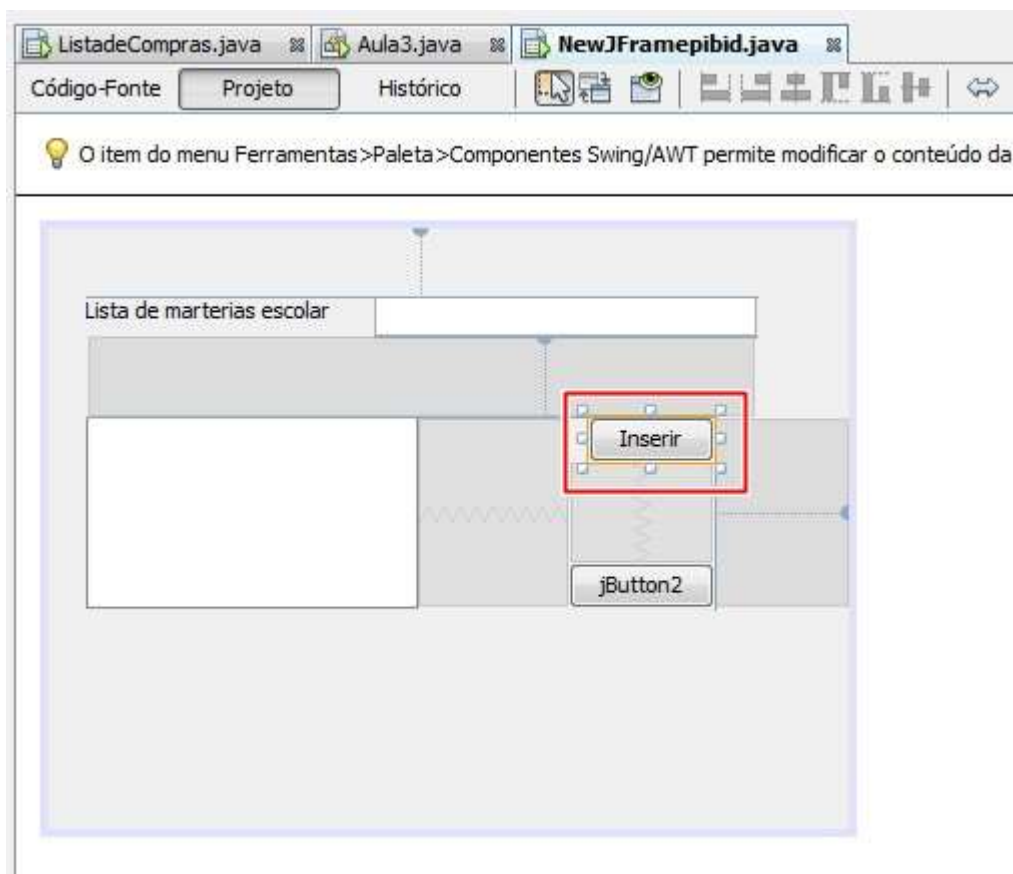 ListadeCompras.java Aula3.java NewJFramepibid.java
Código-Fonte Projeto Histórico
O item do menu Ferramentas>Paleta>Componentes Swing/AWT permite modificar o conteúdo da
Lista de marterias escolar
Inserir
jButton2